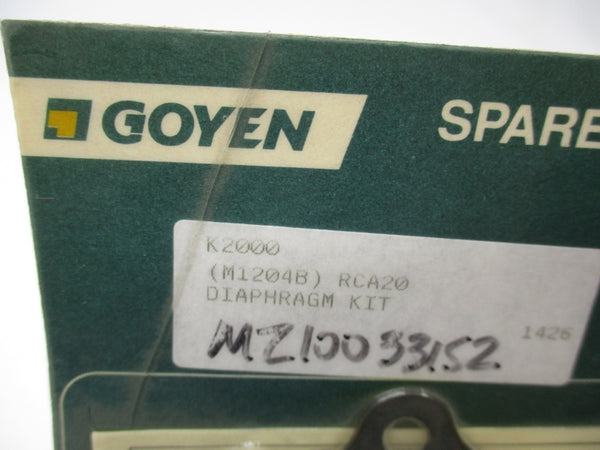 GOYEN
SPARE
K2000
(M1204B) RCA20
DIAPHRAGM KIT
1426
MZ10033152